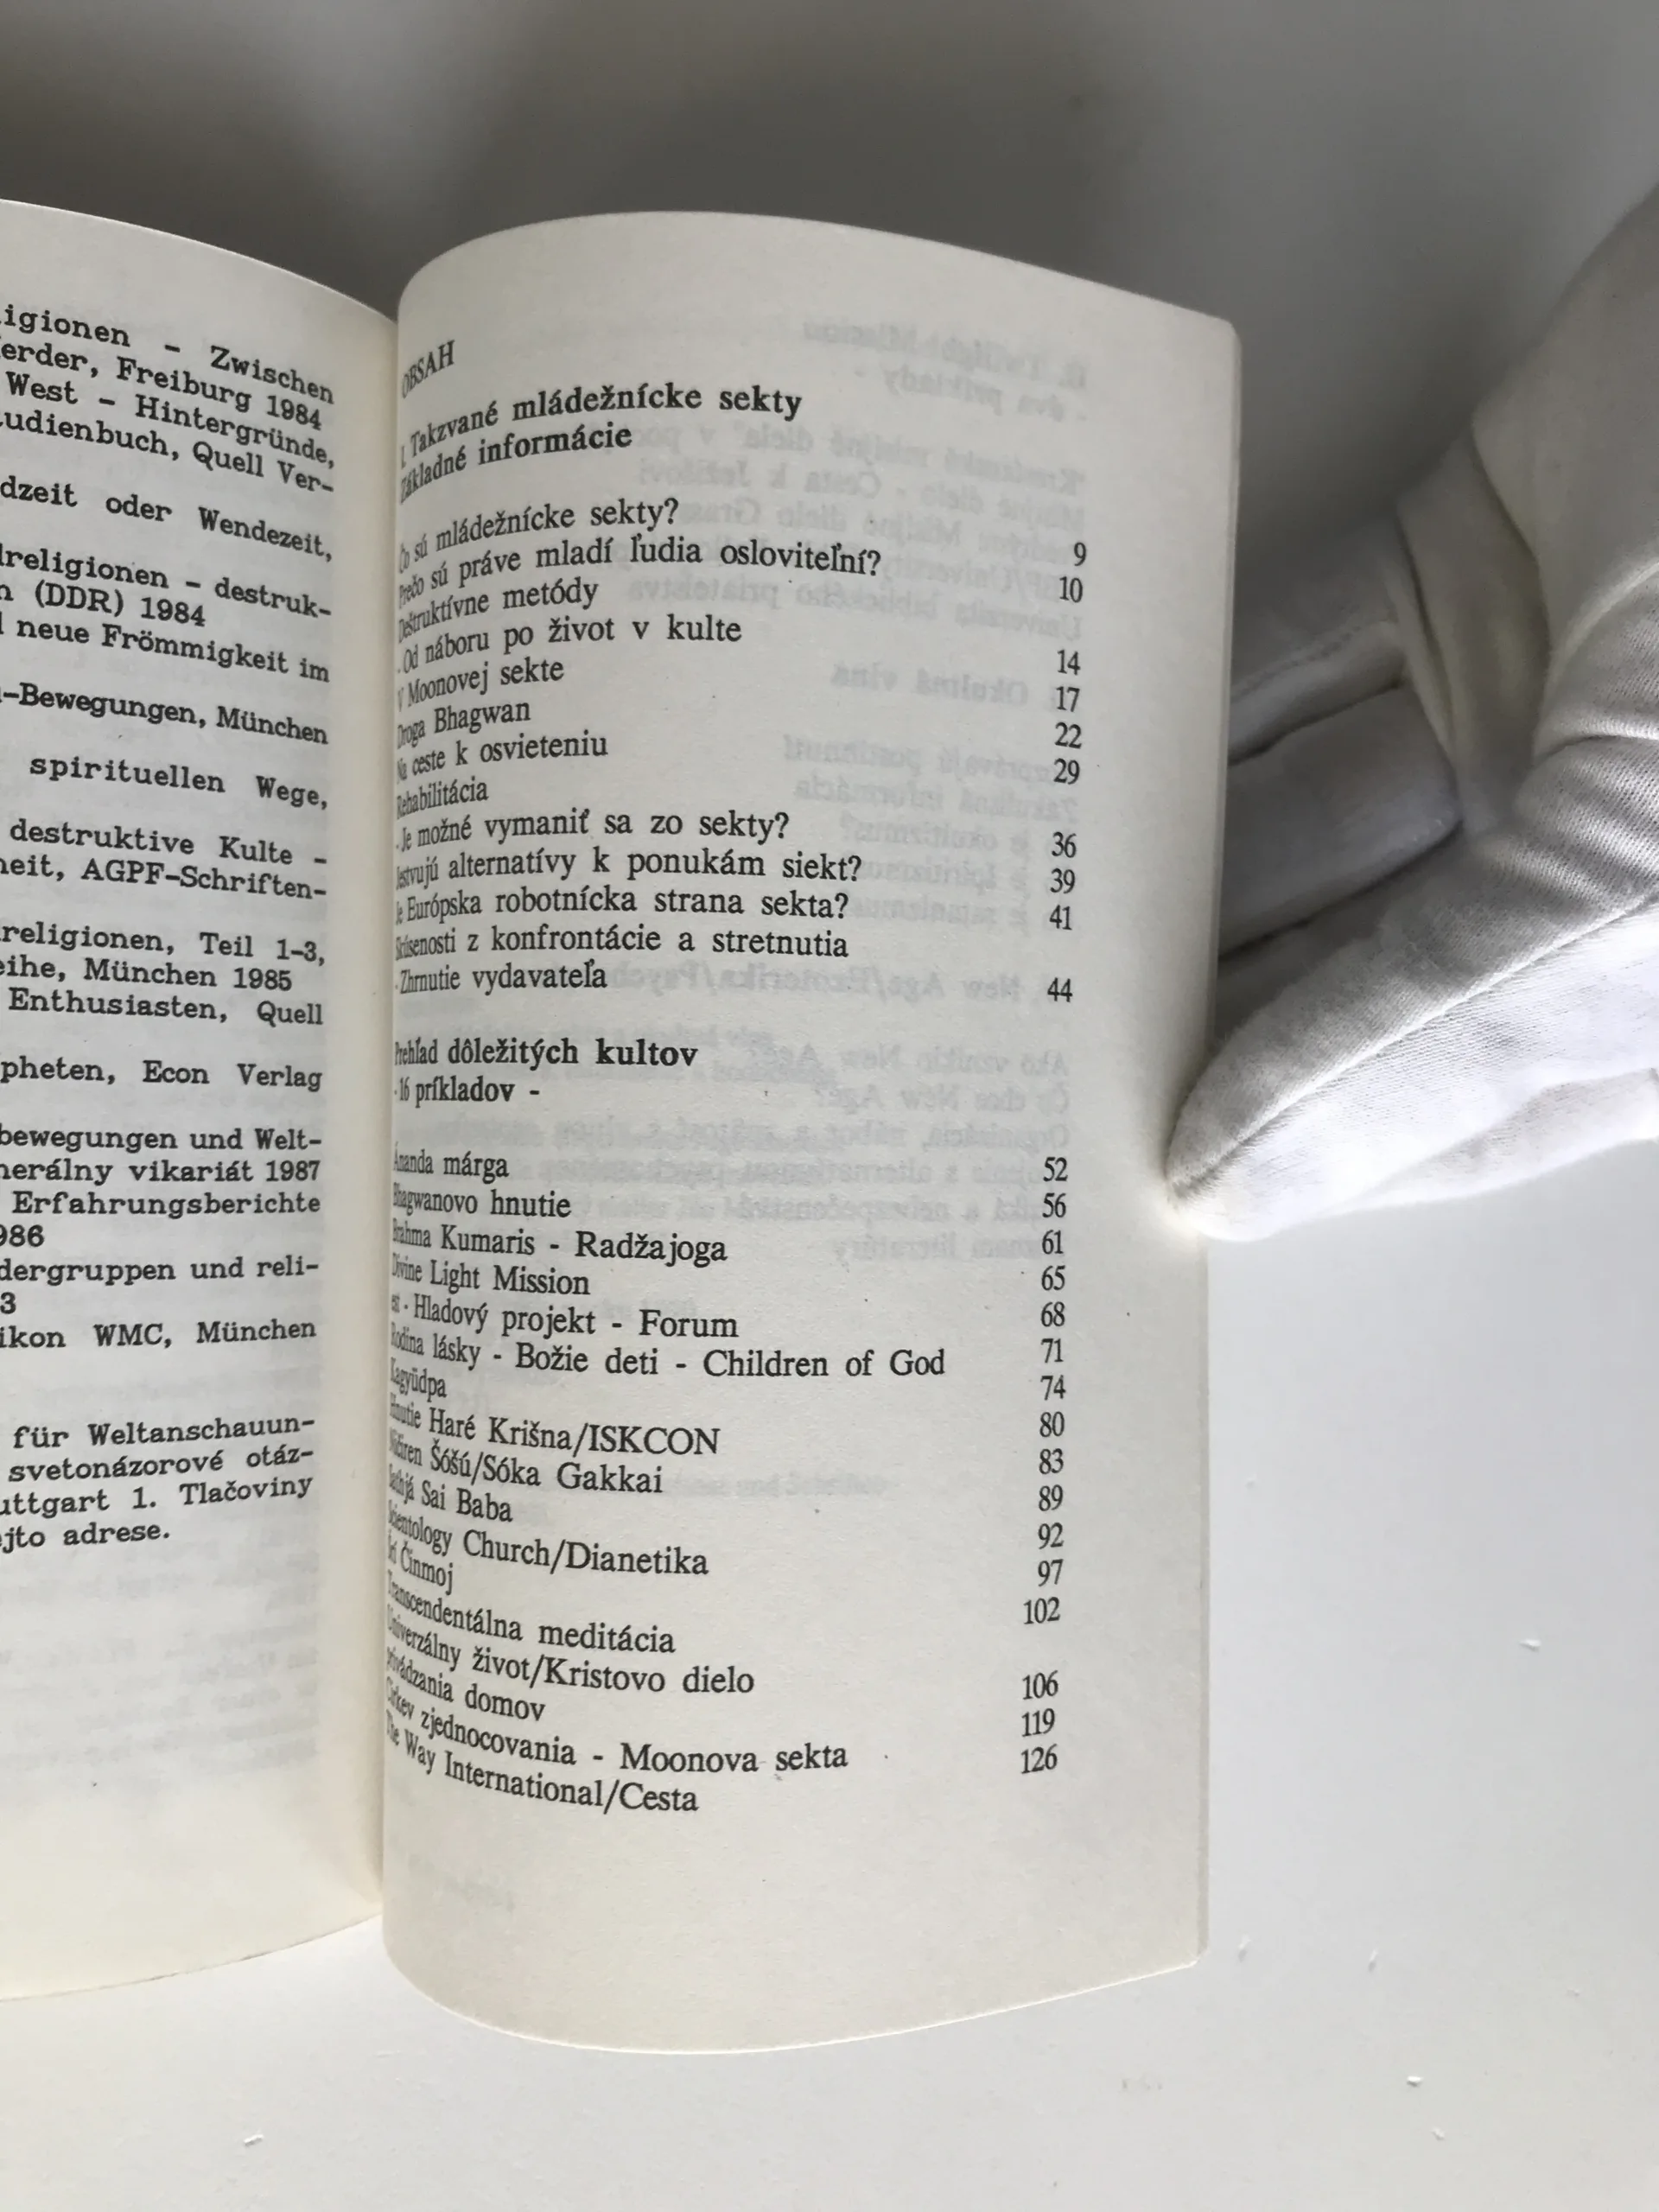 igionen - Zwischen
erder, Freiburg 1984
West - Hintergründe,
udienbuch, Quell Ver-
dzeit oder Wendezeit,
dreligionen - destruk-
n (DDR) 1984
neue Frömmigkeit im
-Bewegungen, München
spirituellen Wege,
destruktive Kulte -
heit, AGPF-Schriften-
religionen, Teil 1-3,
eihe, München 1985
Enthusiasten, Quell
pheten, Econ Verlag
bewegungen und Welt-
nerálny vikariát 1987
Erfahrungsberichte
986
dergruppen und reli-
3
ikon WMC, München
für Weltanschauun-
svetonázorové otáz-
uttgart 1. Tlačoviny
ejto adrese.
OBSAH
I. Takzvané mládežnícke sekty
Základné informácie
Čo sú mládežnícke sekty? 9
Prečo sú práve mladí ľudia osloviteľní? 10
Deštruktívne metódy
- Od náboru po život v kulte 14
V Moonovej sekte 17
Droga Bhagwan 22
Na ceste k osvieteniu 29
Rehabilitácia
- Je možné vymaniť sa zo sekty? 36
Jestvujú alternatívy k ponukám siekt? 39
Je Európska robotnícka strana sekta? 41
Skúsenosti z konfrontácie a stretnutia
- Zhrnutie vydavateľa 44
Prehľad dôležitých kultov
- 16 príkladov -
Ánanda márga 52
Bhagwanovo hnutie 56
Brahma Kumaris - Radžajoga 61
Divine Light Mission 65
est - Hladový projekt - Forum 68
Rodina lásky - Božie deti - Children of God 71
Kagyüdpa 74
Hnutie Haré Krišna/ISKCON 80
Ničiren Šóšú/Sóka Gakkai 83
Sathjá Sai Baba 89
Scientology Church/Dianetika 92
Šrí Činmoj 97
Transcendentálna meditácia 102
Univerzálny život/Kristovo dielo
privádzania domov 106
Cirkev zjednocovania - Moonova sekta 119
The Way International/Cesta 126